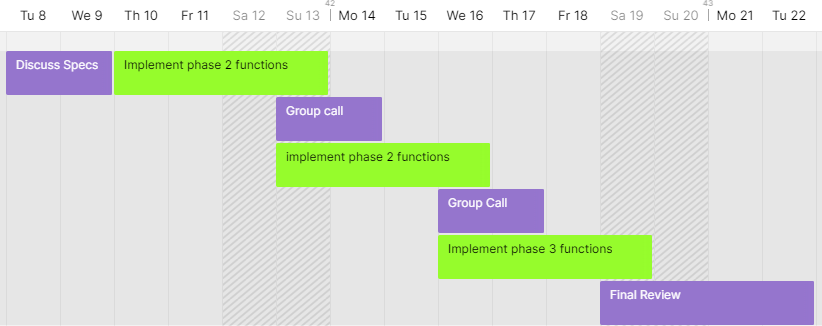 42
43
Tu 8 We 9 Th 10 Fr 11 Sa 12 Su 13 Mo 14 Tu 15 We 16 Th 17 Fr 18 Sa 19 Su 20 Mo 21 Tu 22
Discuss Specs
Implement phase 2 functions
Group call
implement phase 2 functions
Group Call
Implement phase 3 functions
Final Review